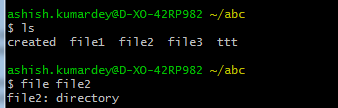 ashish.kumardey@D-XO-42RP982 ~/abc
$ ls
created  file1  file2  file3  ttt

ashish.kumardey@D-XO-42RP982 ~/abc
$ file file2
file2: directory